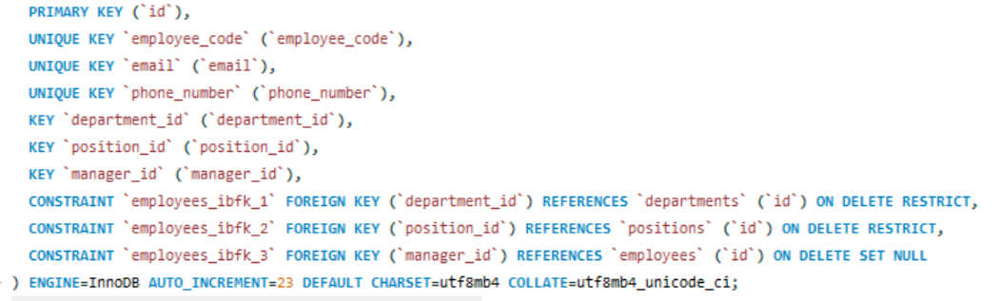 PRIMARY KEY (`id`),
UNIQUE KEY `employee_code` (`employee_code`),
UNIQUE KEY `email` (`email`),
UNIQUE KEY `phone_number` (`phone_number`),
KEY `department_id` (`department_id`),
KEY `position_id` (`position_id`),
KEY `manager_id` (`manager_id`),
CONSTRAINT `employees_ibfk_1` FOREIGN KEY (`department_id`) REFERENCES `departments` (`id`) ON DELETE RESTRICT,
CONSTRAINT `employees_ibfk_2` FOREIGN KEY (`position_id`) REFERENCES `positions` (`id`) ON DELETE RESTRICT,
CONSTRAINT `employees_ibfk_3` FOREIGN KEY (`manager_id`) REFERENCES `employees` (`id`) ON DELETE SET NULL
) ENGINE=InnoDB AUTO_INCREMENT=23 DEFAULT CHARSET=utf8mb4 COLLATE=utf8mb4_unicode_ci;